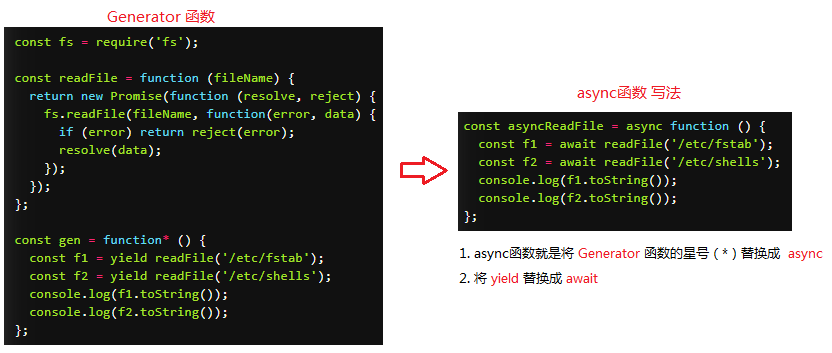 Generator 函数
const fs = require('fs');
const readFile = function (fileName) {
  return new Promise(function (resolve, reject) {
    fs.readFile(fileName, function(error, data) {
      if (error) return reject(error);
      resolve(data);
    });
  });
};
const gen = function* () {
  const f1 = yield readFile('/etc/fstab');
  const f2 = yield readFile('/etc/shells');
  console.log(f1.toString());
  console.log(f2.toString());
};
async函数 写法
const asyncReadFile = async function () {
  const f1 = await readFile('/etc/fstab');
  const f2 = await readFile('/etc/shells');
  console.log(f1.toString());
  console.log(f2.toString());
};
1. async函数就是将 Generator 函数的星号 ( * ) 替换成 async
2. 将 yield 替换成 await